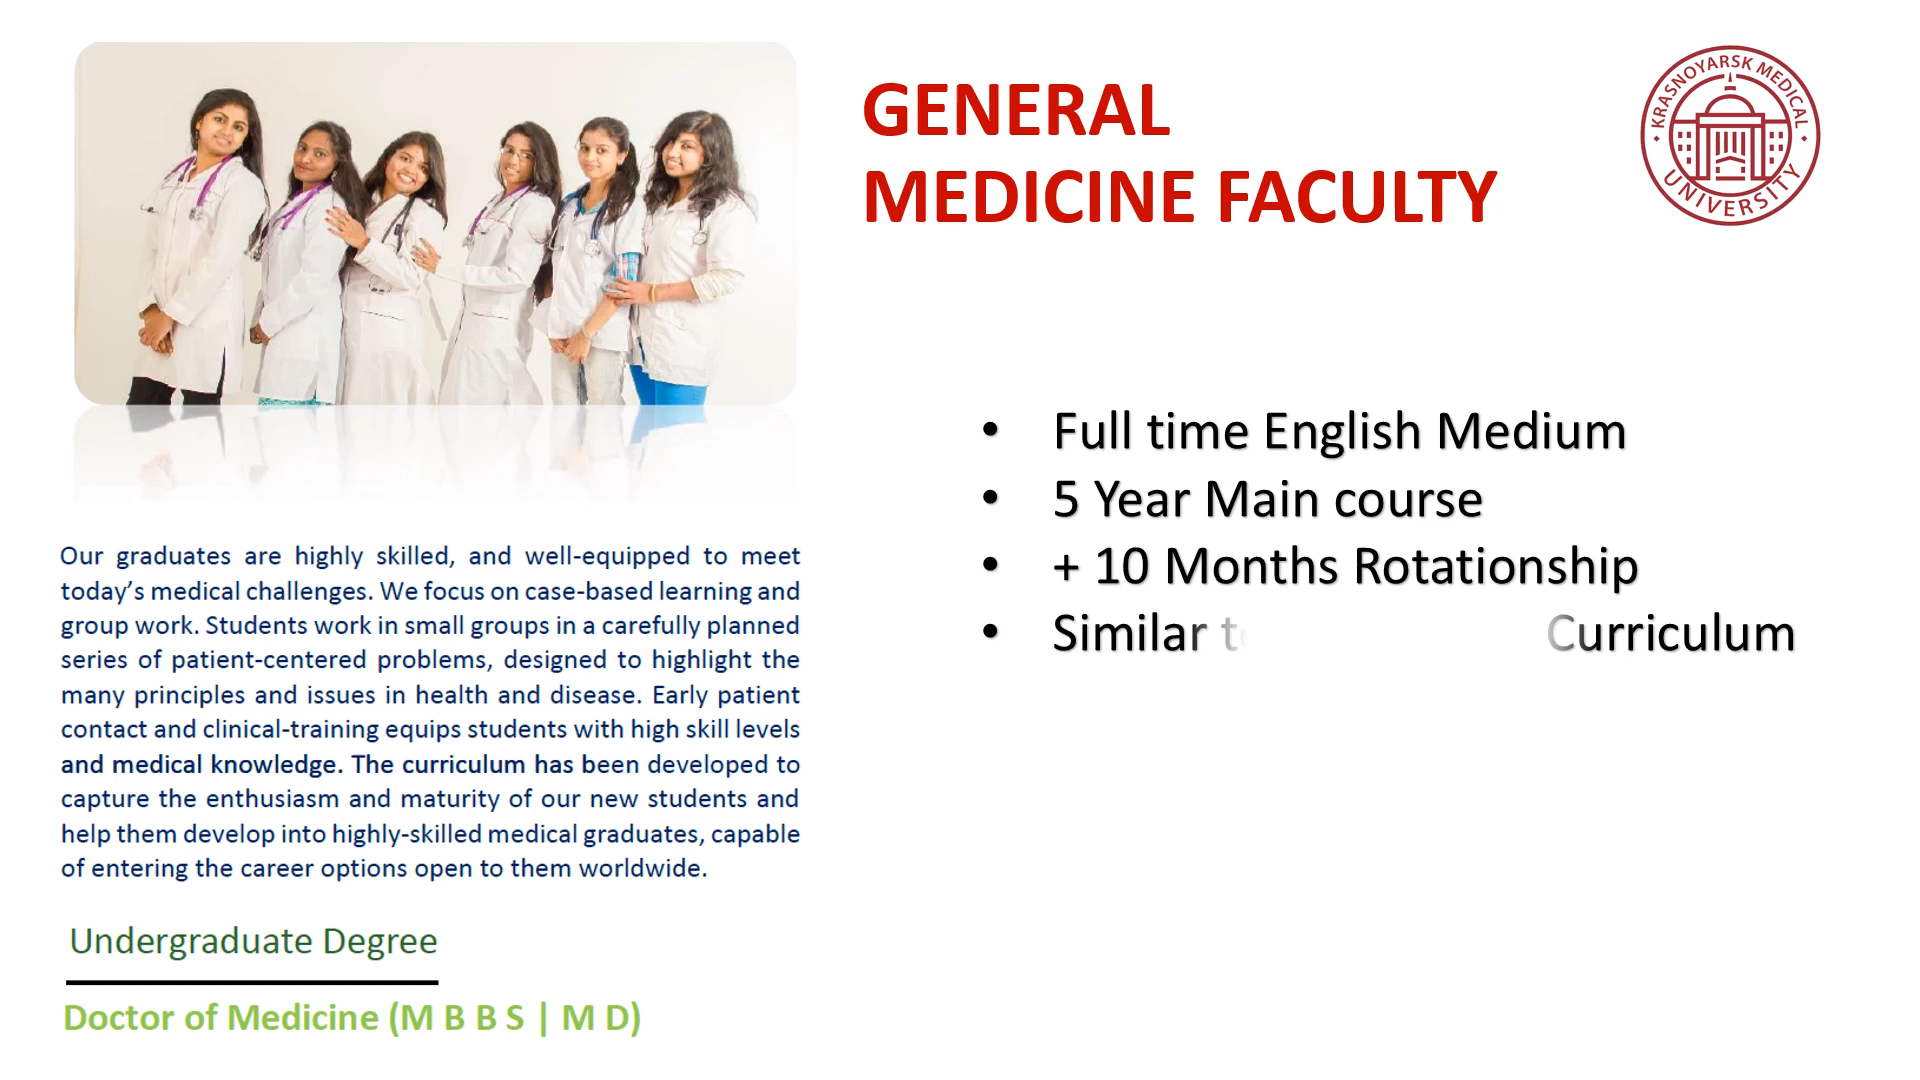 GENERAL
MEDICINE FACULTY
KRASNOYARSK MEDICAL
UNIVERSITY
• Full time English Medium
• 5 Year Main course
• + 10 Months Rotationship
• Similar Curriculum
Our graduates are highly skilled, and well-equipped to meet
today’s medical challenges. We focus on case-based learning and
group work. Students work in small groups in a carefully planned
series of patient-centered problems, designed to highlight the
many principles and issues in health and disease. Early patient
contact and clinical-training equips students with high skill levels
and medical knowledge. The curriculum has been developed to
capture the enthusiasm and maturity of our new students and
help them develop into highly-skilled medical graduates, capable
of entering the career options open to them worldwide.
Undergraduate Degree
Doctor of Medicine (M B B S | M D)